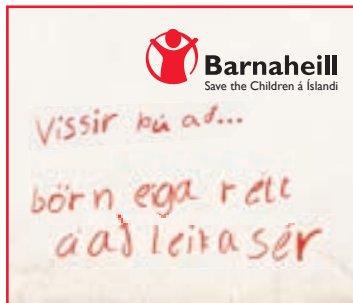 Barnaheill
Save the Children á Íslandi
Vissir þú að...
börn eiga rétt
á að leika sér